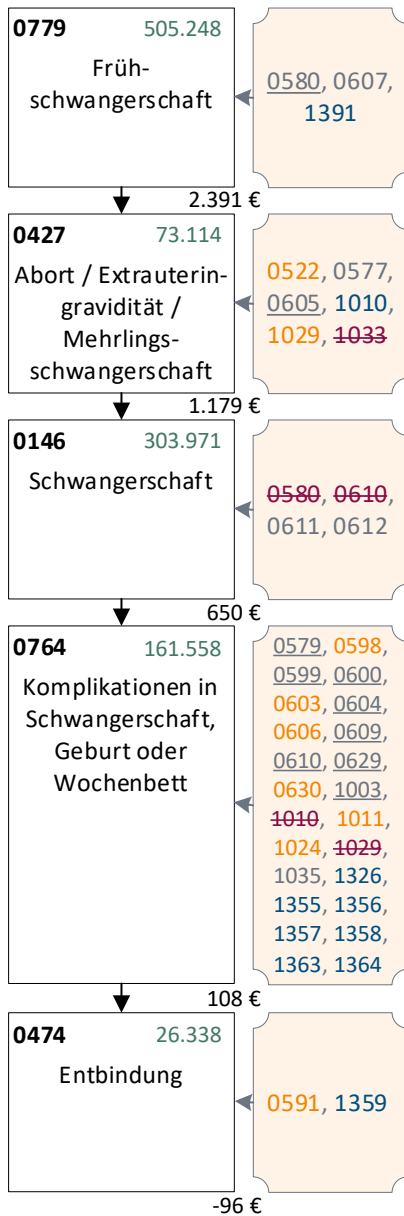 0779 505.248
Früh-
schwangerschaft
0580, 0607,
1391
2.391 €
0427 73.114
Abort / Extrauterin-
gravidität /
Mehrlings-
schwangerschaft
0522, 0577,
0605, 1010,
1029, 1033
1.179 €
0146 303.971
Schwangerschaft
0580, 0610,
0611, 0612
650 €
0764 161.558
Komplikationen in
Schwangerschaft,
Geburt oder
Wochenbett
0579, 0598,
0599, 0600,
0603, 0604,
0606, 0609,
0610, 0629,
0630, 1003,
1010, 1011,
1024, 1029,
1035, 1326,
1355, 1356,
1357, 1358,
1363, 1364
108 €
0474 26.338
Entbindung
0591, 1359
-96 €